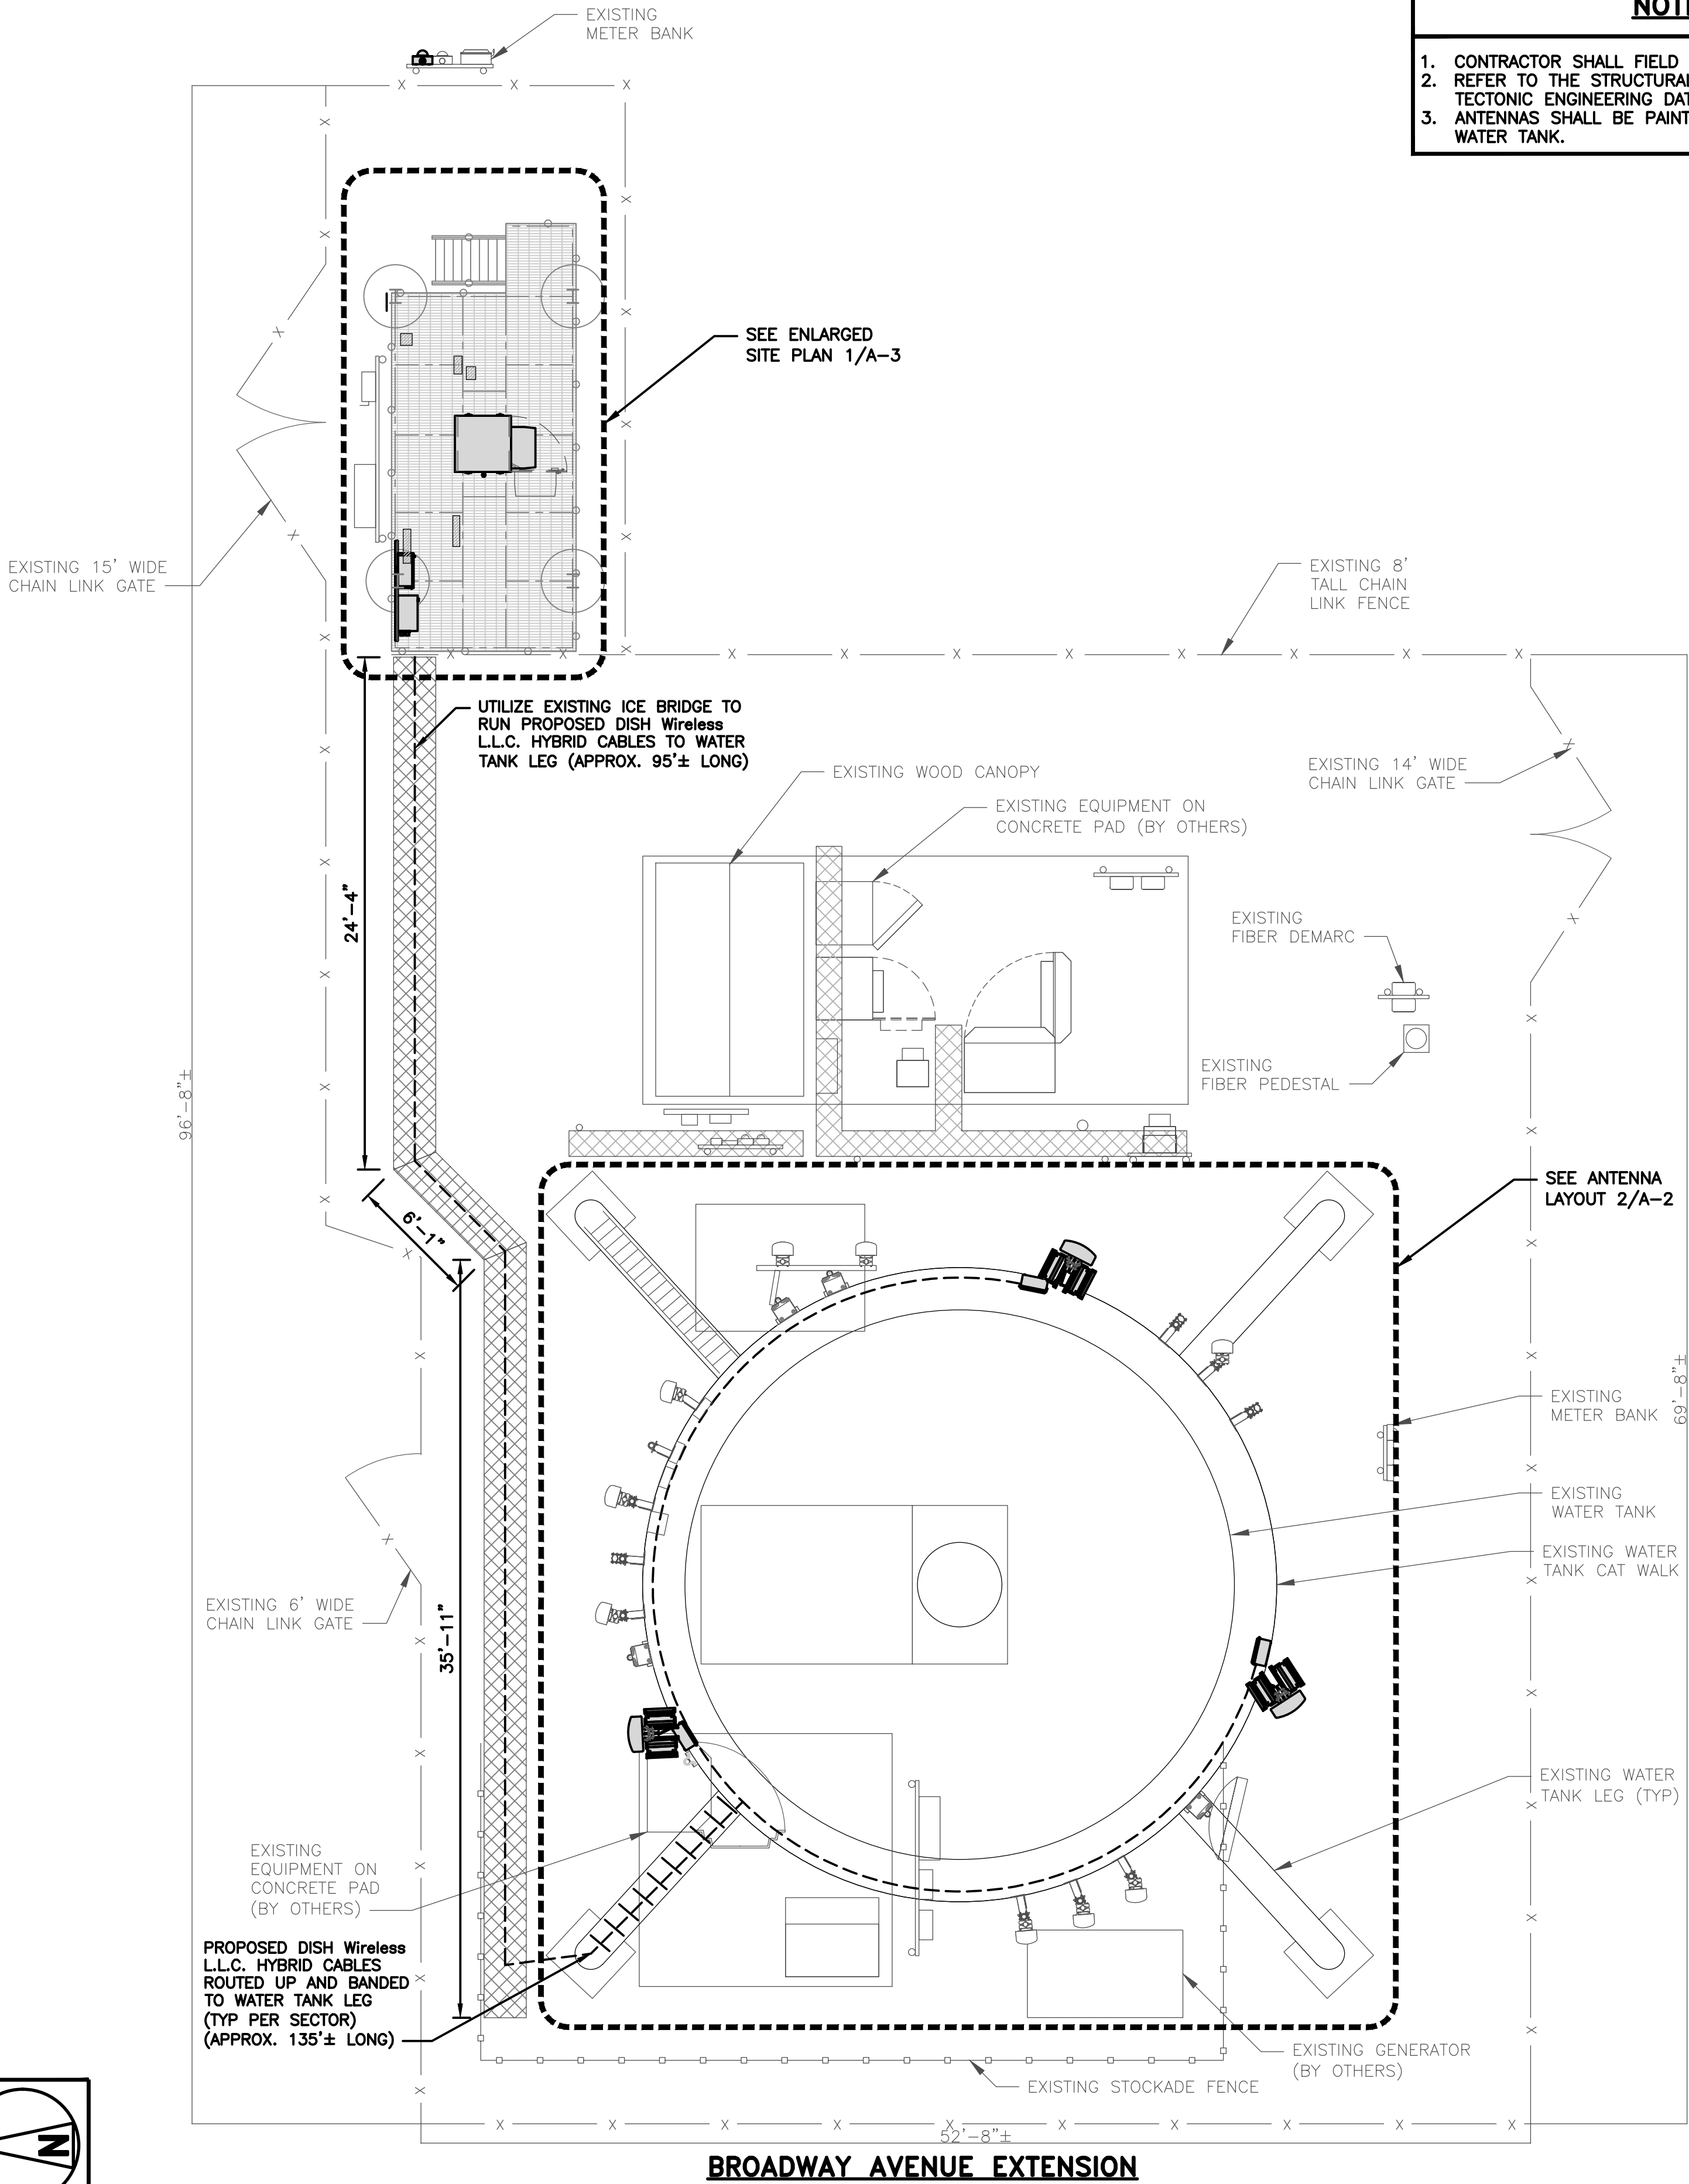 EXISTING
METER BANK
1. CONTRACTOR SHALL FIELD
2. REFER TO THE STRUCTURAL
TECTONIC ENGINEERING
3. ANTENNAS SHALL BE
WATER TANK.
SEE ENLARGED
SITE PLAN 1/A-3
EXISTING 15' WIDE
CHAIN LINK GATE
EXISTING 8'
TALL CHAIN
LINK FENCE
UTILIZE EXISTING ICE BRIDGE TO
RUN PROPOSED DISH Wireless
L.L.C. HYBRID CABLES TO WATER
TANK LEG (APPROX. 95'± LONG)
EXISTING WOOD CANOPY
EXISTING 14' WIDE
CHAIN LINK GATE
EXISTING EQUIPMENT ON
CONCRETE PAD (BY OTHERS)
24'-4"
EXISTING
FIBER DEMARC
EXISTING
FIBER PEDESTAL
96'-8"±
SEE ANTENNA
LAYOUT 2/A-2
6'-1"
69'-8"±
EXISTING
METER BANK
EXISTING
WATER TANK
EXISTING WATER
TANK CAT WALK
EXISTING 6' WIDE
CHAIN LINK GATE
35'-11"
EXISTING WATER
TANK LEG (TYP)
EXISTING
EQUIPMENT ON
CONCRETE PAD
(BY OTHERS)
PROPOSED DISH Wireless
L.L.C. HYBRID CABLES
ROUTED UP AND BANDED
TO WATER TANK LEG
(TYP PER SECTOR)
(APPROX. 135'± LONG)
EXISTING GENERATOR
(BY OTHERS)
EXISTING STOCKADE FENCE
52'-8"±
N
BROADWAY AVENUE EXTENSION